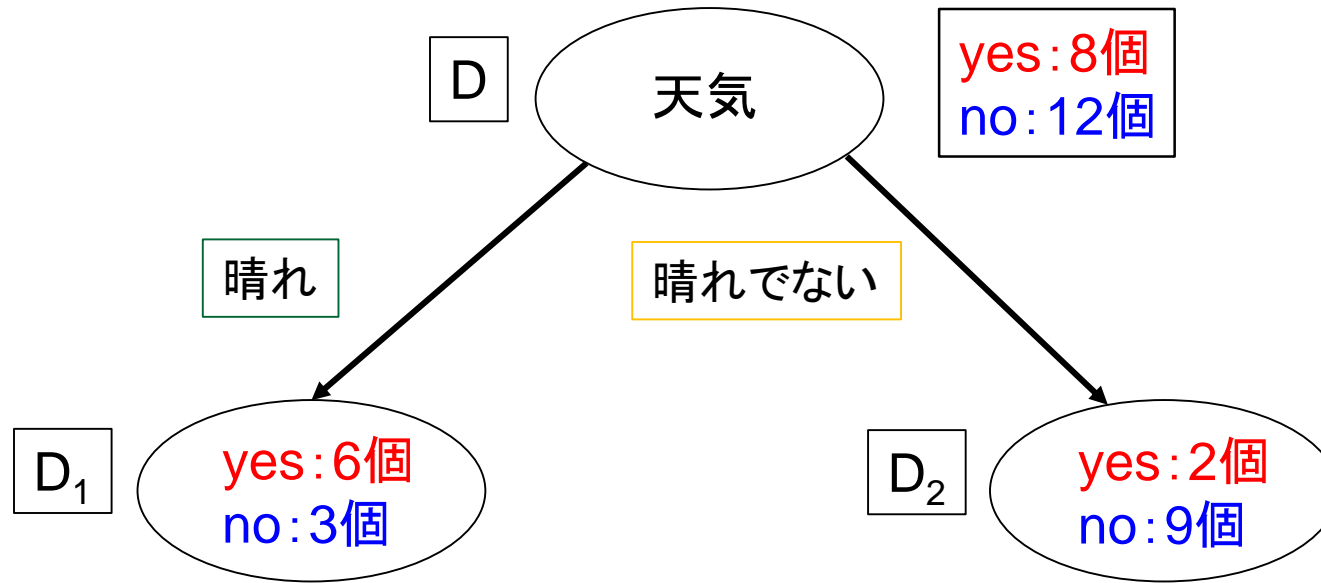 D
天気
yes:8個
no:12個
晴れ
晴れでない
D₁
yes:6個
no:3個
D₂
yes:2個
no:9個